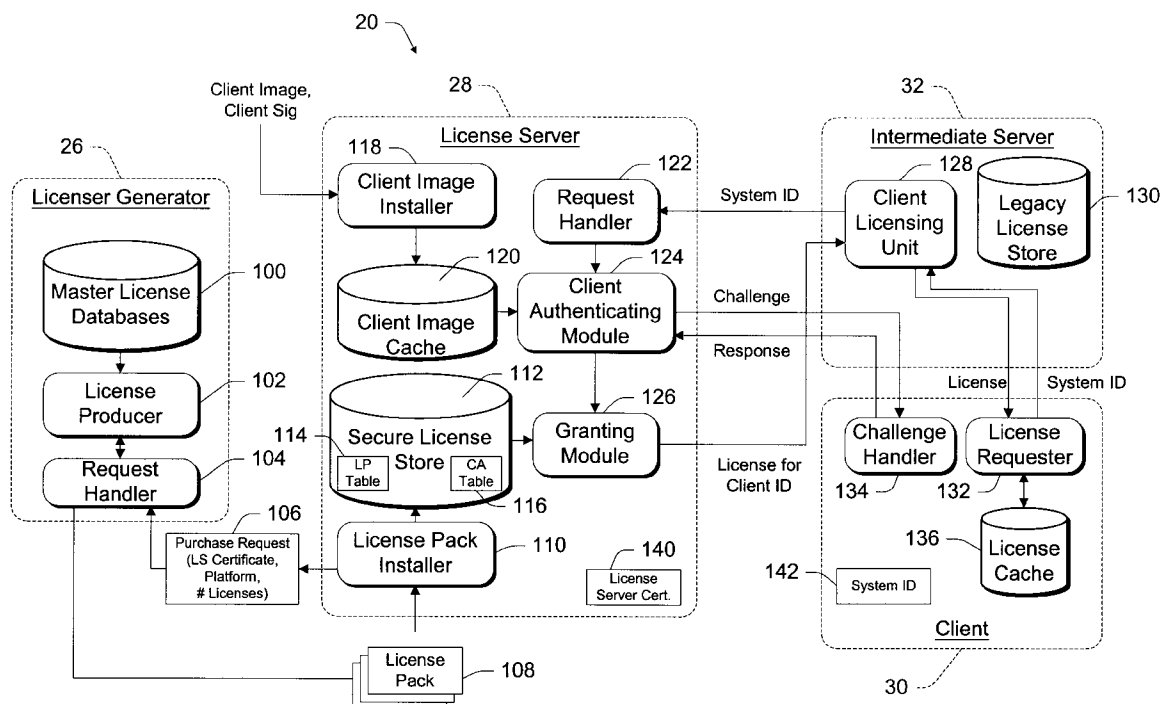 20
Client Image,
Client Sig
28
32
26
License Server
Intermediate Server
118
122
128
Licenser Generator
Client Image
Installer
Request
Handler
System ID
Client
Licensing
Unit
Legacy
License
Store
130
100
Master License
Databases
120
Client Image
Cache
124
Client
Authenticating
Module
Challenge
Response
102
License
Producer
112
126
License
System ID
114
Secure License
Store
LP
Table
CA
Table
116
Granting
Module
License for
Client ID
Challenge
Handler
134
License
Requester
132
104
Request
Handler
106
Purchase Request
(LS Certificate,
Platform,
# Licenses)
License Pack
Installer
110
140
License
Server Cert.
136
License
Cache
142
System ID
Client
License
Pack
108
30